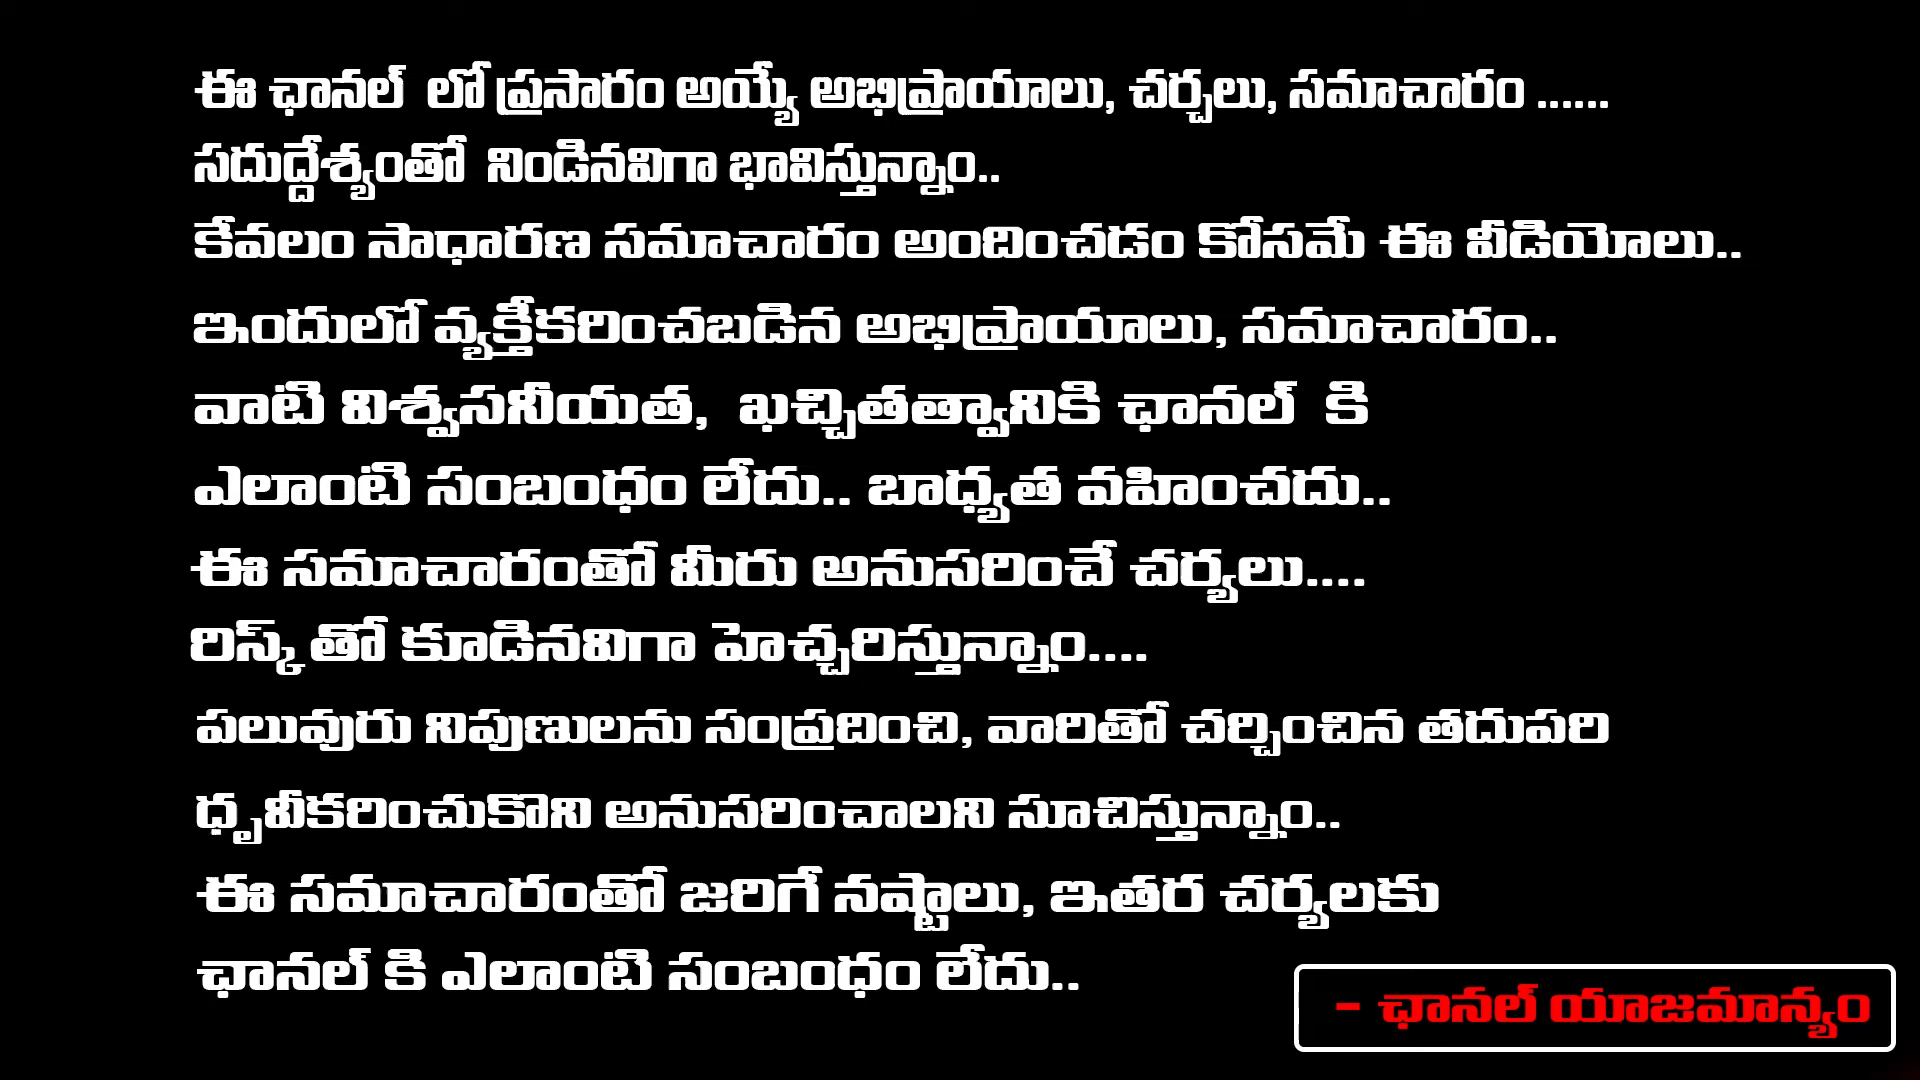 ఈ ఛానల్ లో ప్రసారం అయ్యే అభిప్రాయాలు, చర్చలు, సమాచారం ......
సదుద్దేశ్యంతో నిండినవిగా భావిస్తున్నాం..
కేవలం సాధారణ సమాచారం అందించడం కోసమే ఈ వీడియోలు..
ఇందులో వ్యక్తీకరించబడిన అభిప్రాయాలు, సమాచారం..
వాటి విశ్వసనీయత, ఖచ్చితత్వానికి ఛానల్ కి
ఎలాంటి సంబంధం లేదు.. బాధ్యత వహించదు..
ఈ సమాచారంతో మీరు అనుసరించే చర్యలు....
రిస్క్ తో కూడినవిగా హెచ్చరిస్తున్నాం....
పలువురు నిపుణులను సంప్రదించి, వారితో చర్చించిన తదుపరి
ధృవీకరించుకొని అనుసరించాలని సూచిస్తున్నాం..
ఈ సమాచారంతో జరిగే నష్టాలు, ఇతర చర్యలకు
ఛానల్ కి ఎలాంటి సంబంధం లేదు..
- ఛానల్ యాజమాన్యం